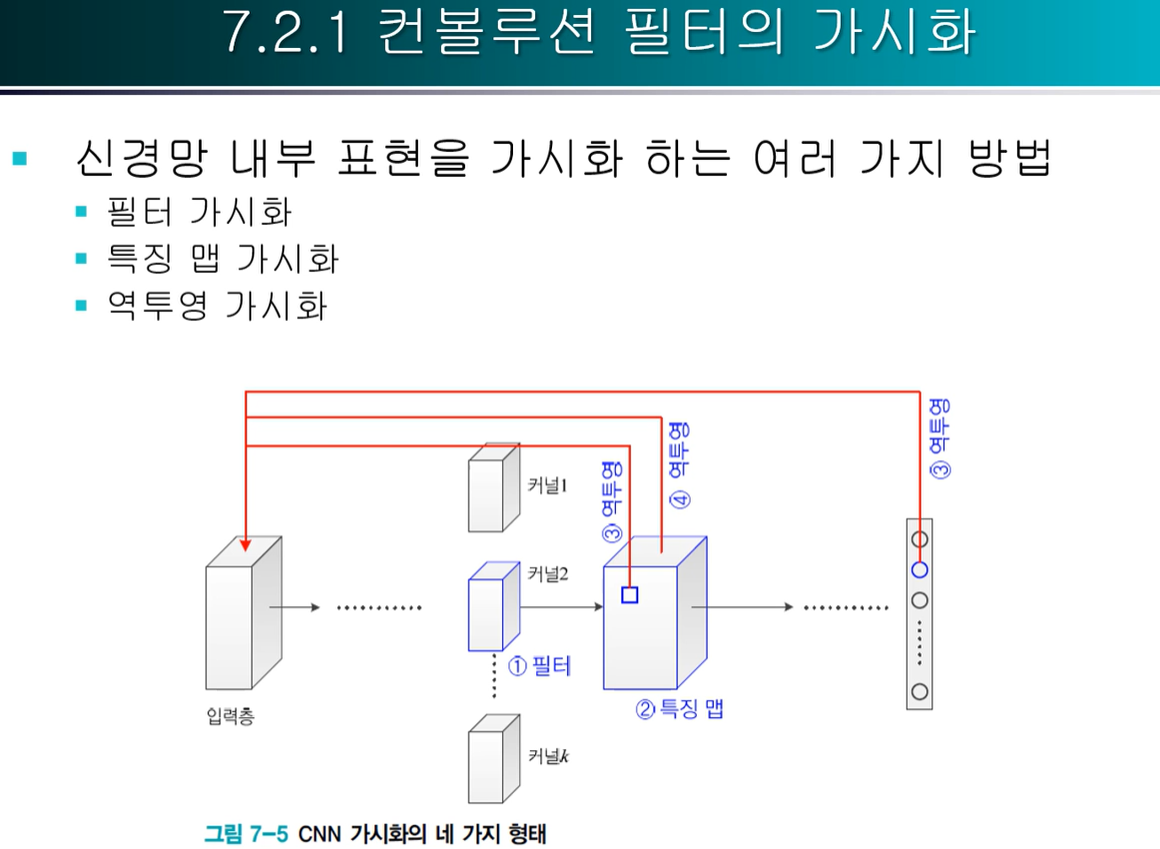 7.2.1 컨볼루션 필터의 가시화
신경망 내부 표현을 가시화 하는 여러 가지 방법
필터 가시화
특징 맵 가시화
역투영 가시화
③ 역투영
④ 역투영
③ 역투영
커널1
커널2
① 필터
입력층
② 특징 맵
커널k
그림 7-5 CNN 가시화의 네 가지 형태